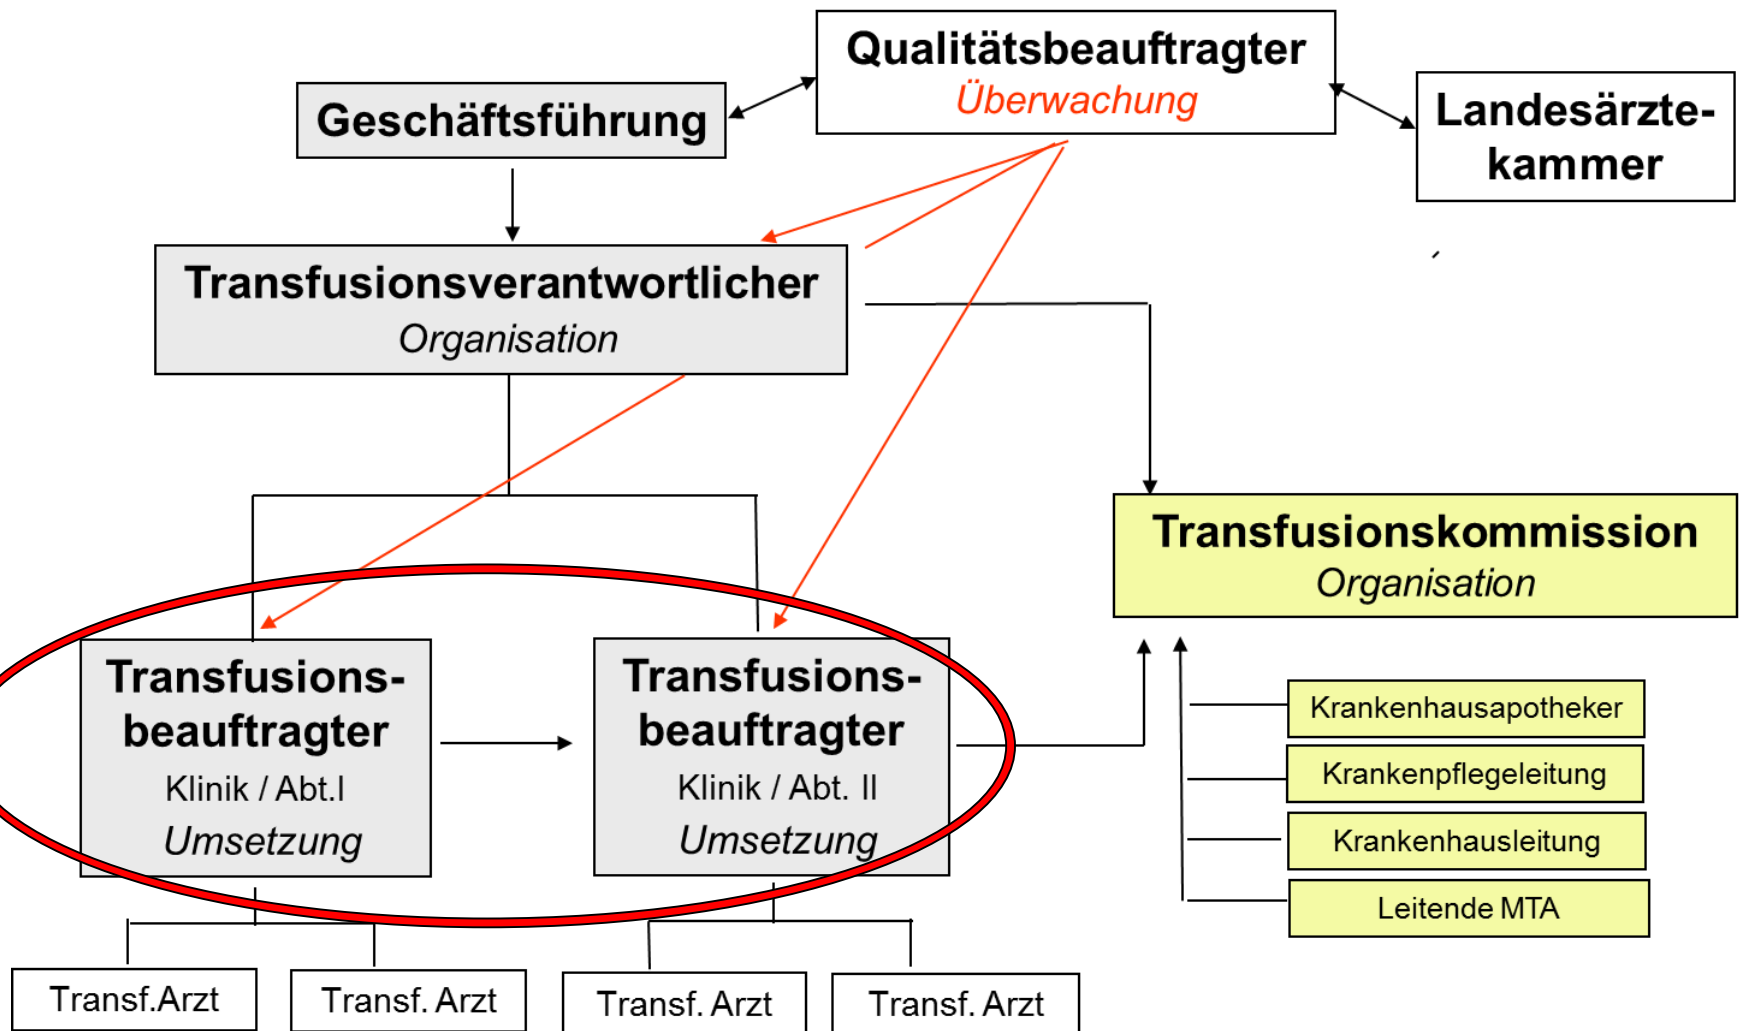 Qualitätsbeauftragter
Überwachung
Geschäftsführung
Landesärzte-
kammer
Transfusionsverantwortlicher
Organisation
Transfusionskommission
Organisation
Transfusions-
beauftragter
Klinik / Abt.I
Umsetzung
Transfusions-
beauftragter
Klinik / Abt. II
Umsetzung
Krankenhausapotheker
Krankenpflegeleitung
Krankenhausleitung
Leitende MTA
Transf.Arzt
Transf. Arzt
Transf. Arzt
Transf. Arzt